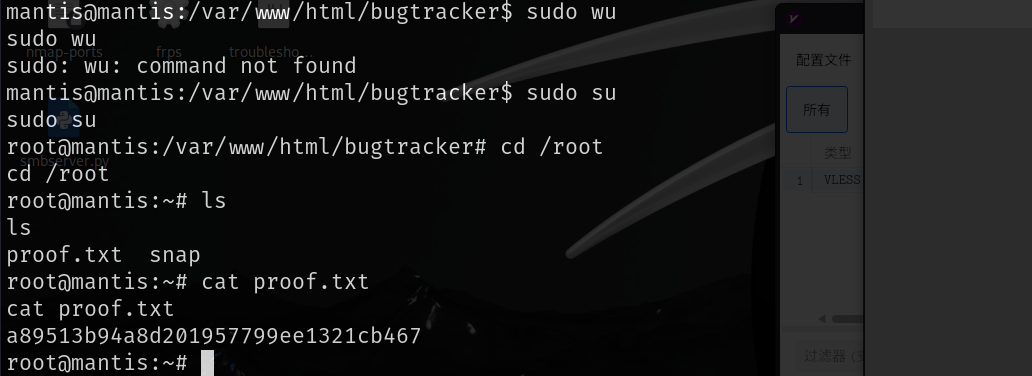 mantis@mantis:/var/www/html/bugtracker$ sudo wu
sudo wu
sudo: wu: command not found
mantis@mantis:/var/www/html/bugtracker$ sudo su
sudo su
root@mantis:/var/www/html/bugtracker# cd /root
cd /root
root@mantis:~# ls
ls
proof.txt  snap
root@mantis:~# cat proof.txt
cat proof.txt
a89513b94a8d201957799ee1321cb467
root@mantis:~#
nmap-ports
frps
troublesho...
smbserver.py
配置文件
所有
类型
1 VLESS
过滤器